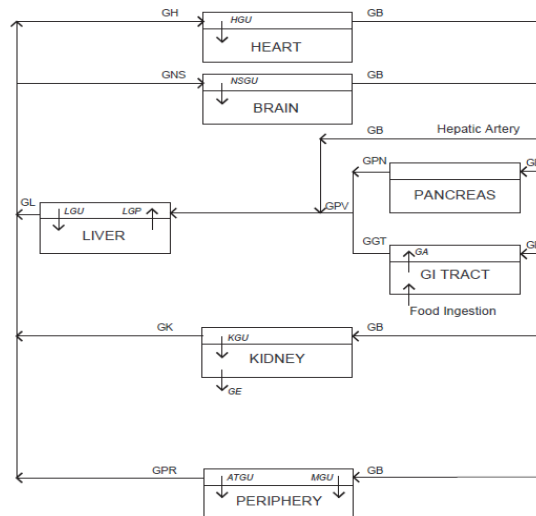 GH HGU GB
HEART
GNS NSGU GB
BRAIN
GB Hepatic Artery
GPN
PANCREAS
GL LGU LGP GPV
LIVER
GGT GA
GI TRACT
Food Ingestion
GK KGU GB
KIDNEY
GE
GPR ATGU MGU GB
PERIPHERY